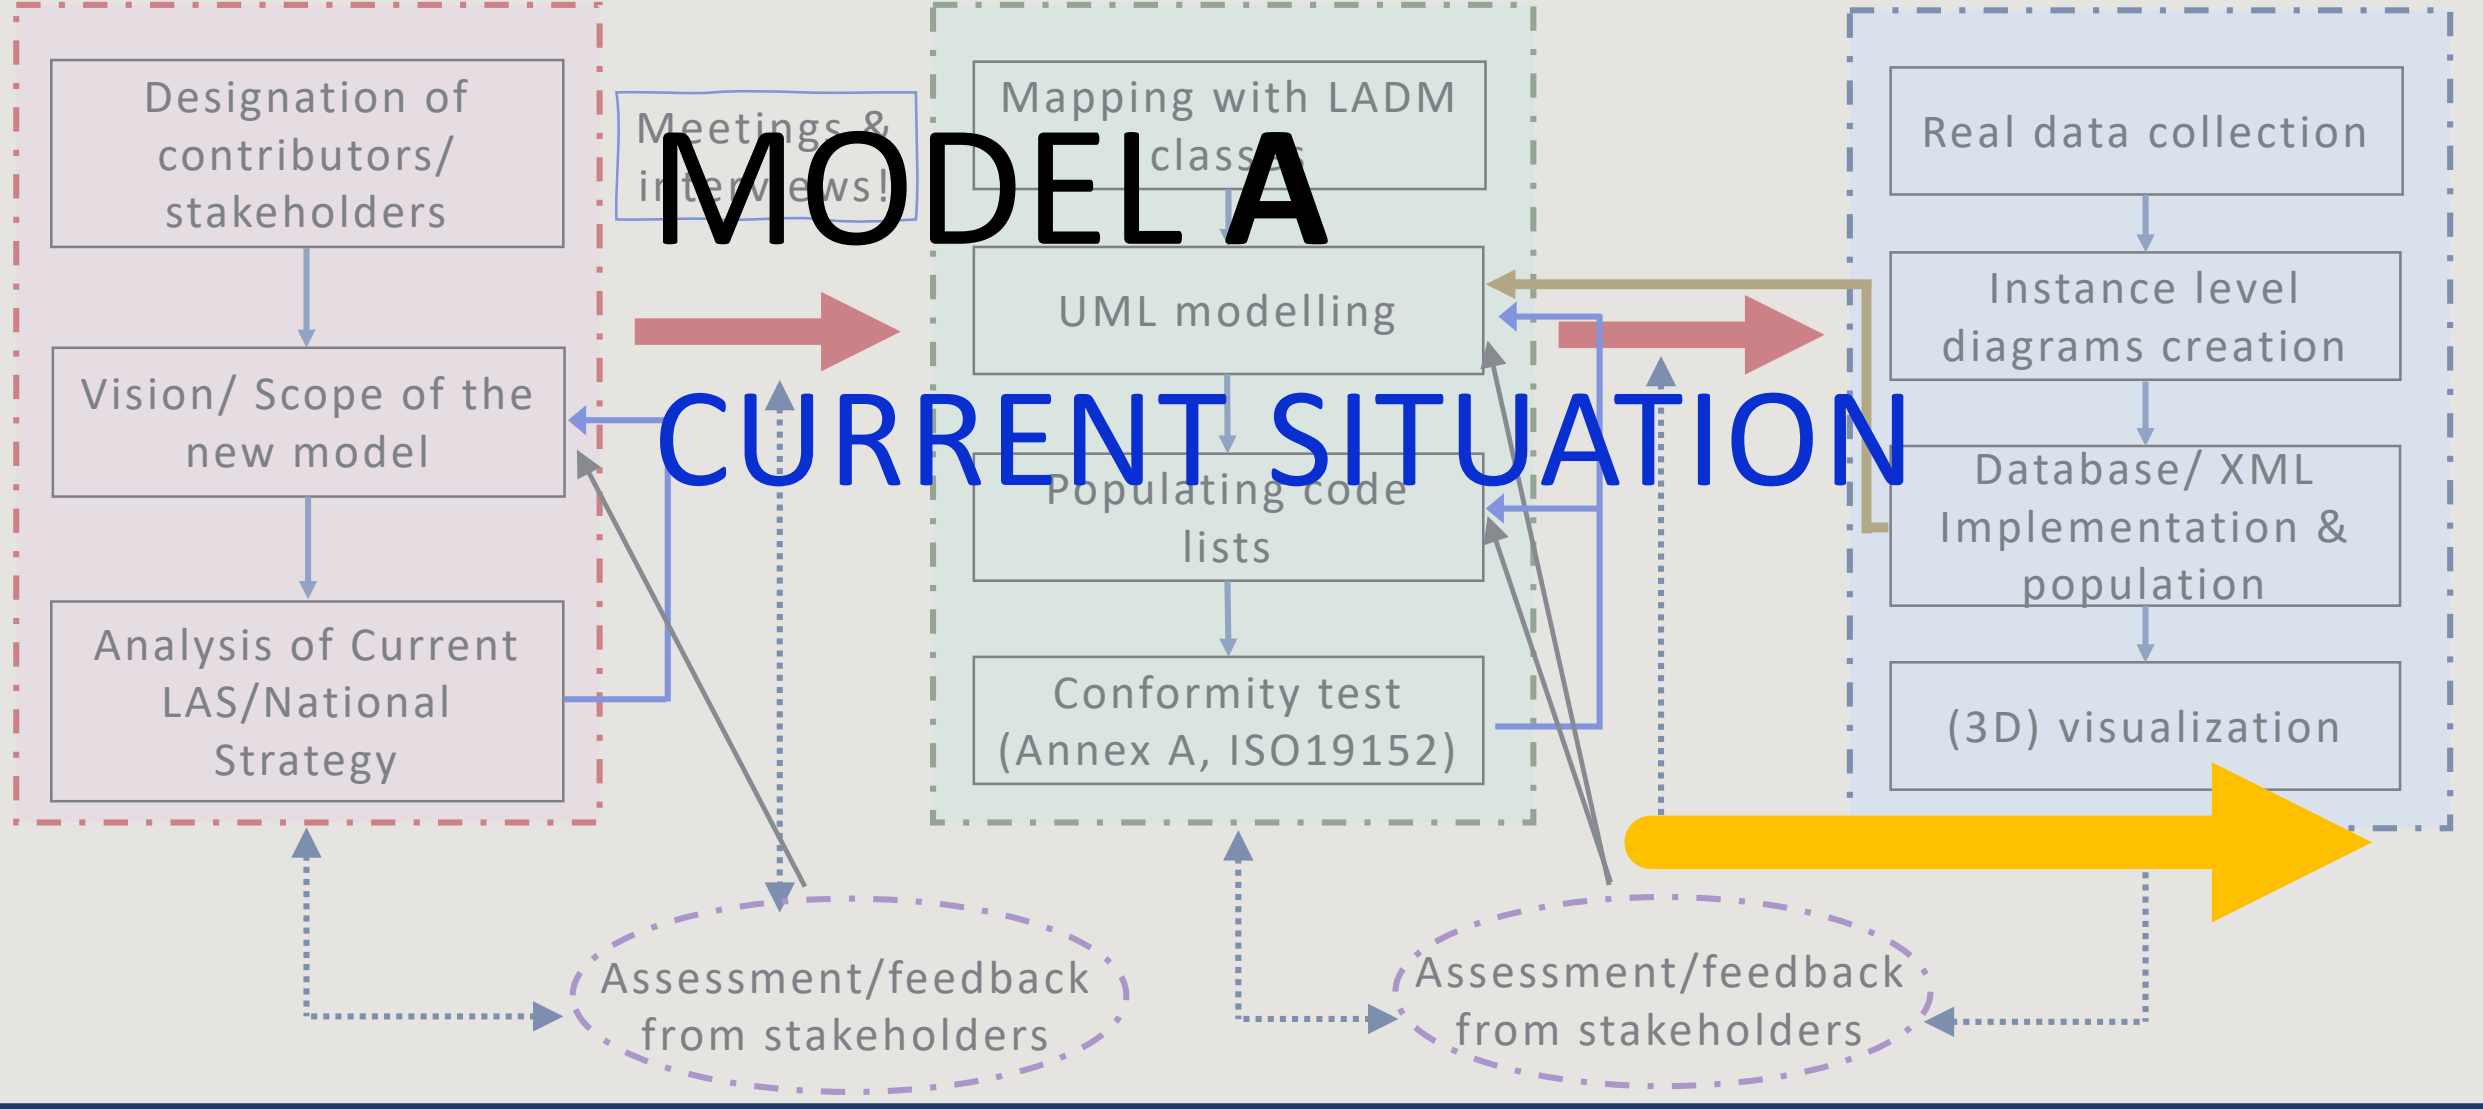 Designation of
contributors/
stakeholders
Vision/ Scope of the
new model
Analysis of Current
LAS/National
Strategy
Meetings &
interviews!
MODEL A
CURRENT SITUATION
Mapping with LADM
classes
UML modelling
Populating code
lists
Conformity test
(Annex A, ISO19152)
Real data collection
Instance level
diagrams creation
Database/ XML
Implementation &
population
(3D) visualization
Assessment/feedback
from stakeholders
Assessment/feedback
from stakeholders